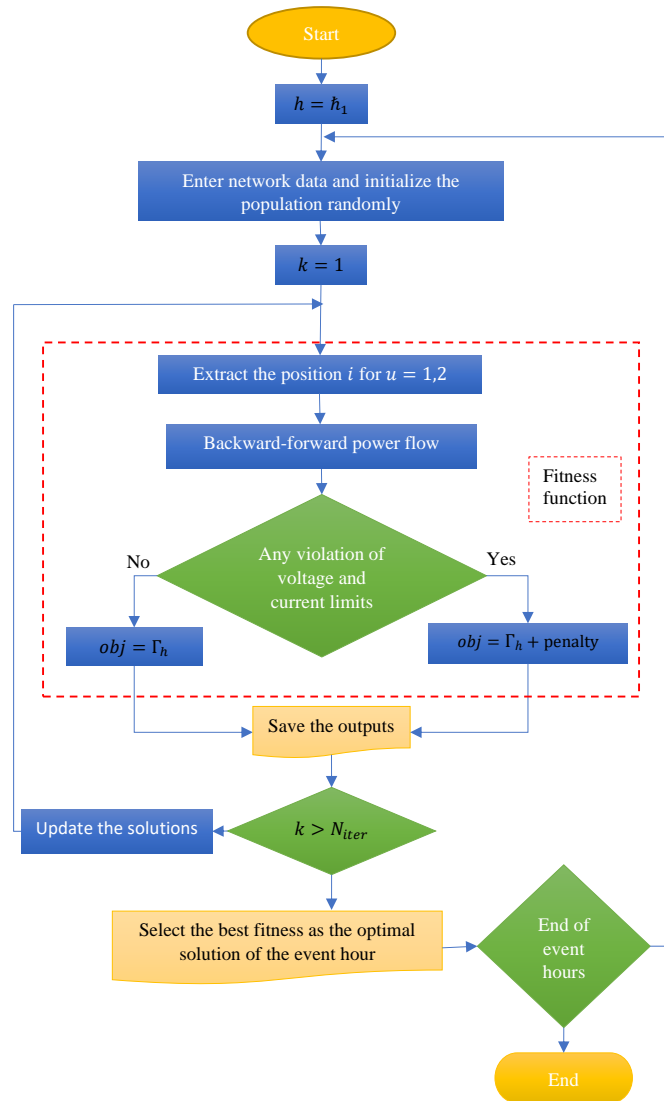 Start
h = ℏ₁
Enter network data and initialize the
population randomly
k = 1
Extract the position i for u = 1,2
Backward-forward power flow
Fitness
function
No
Any violation of
voltage and
current limits
Yes
obj = Γₕ
obj = Γₕ + penalty
Save the outputs
Update the solutions
k > Nᵢₜₑᵣ
Select the best fitness as the optimal
solution of the event hour
End of
event
hours
End